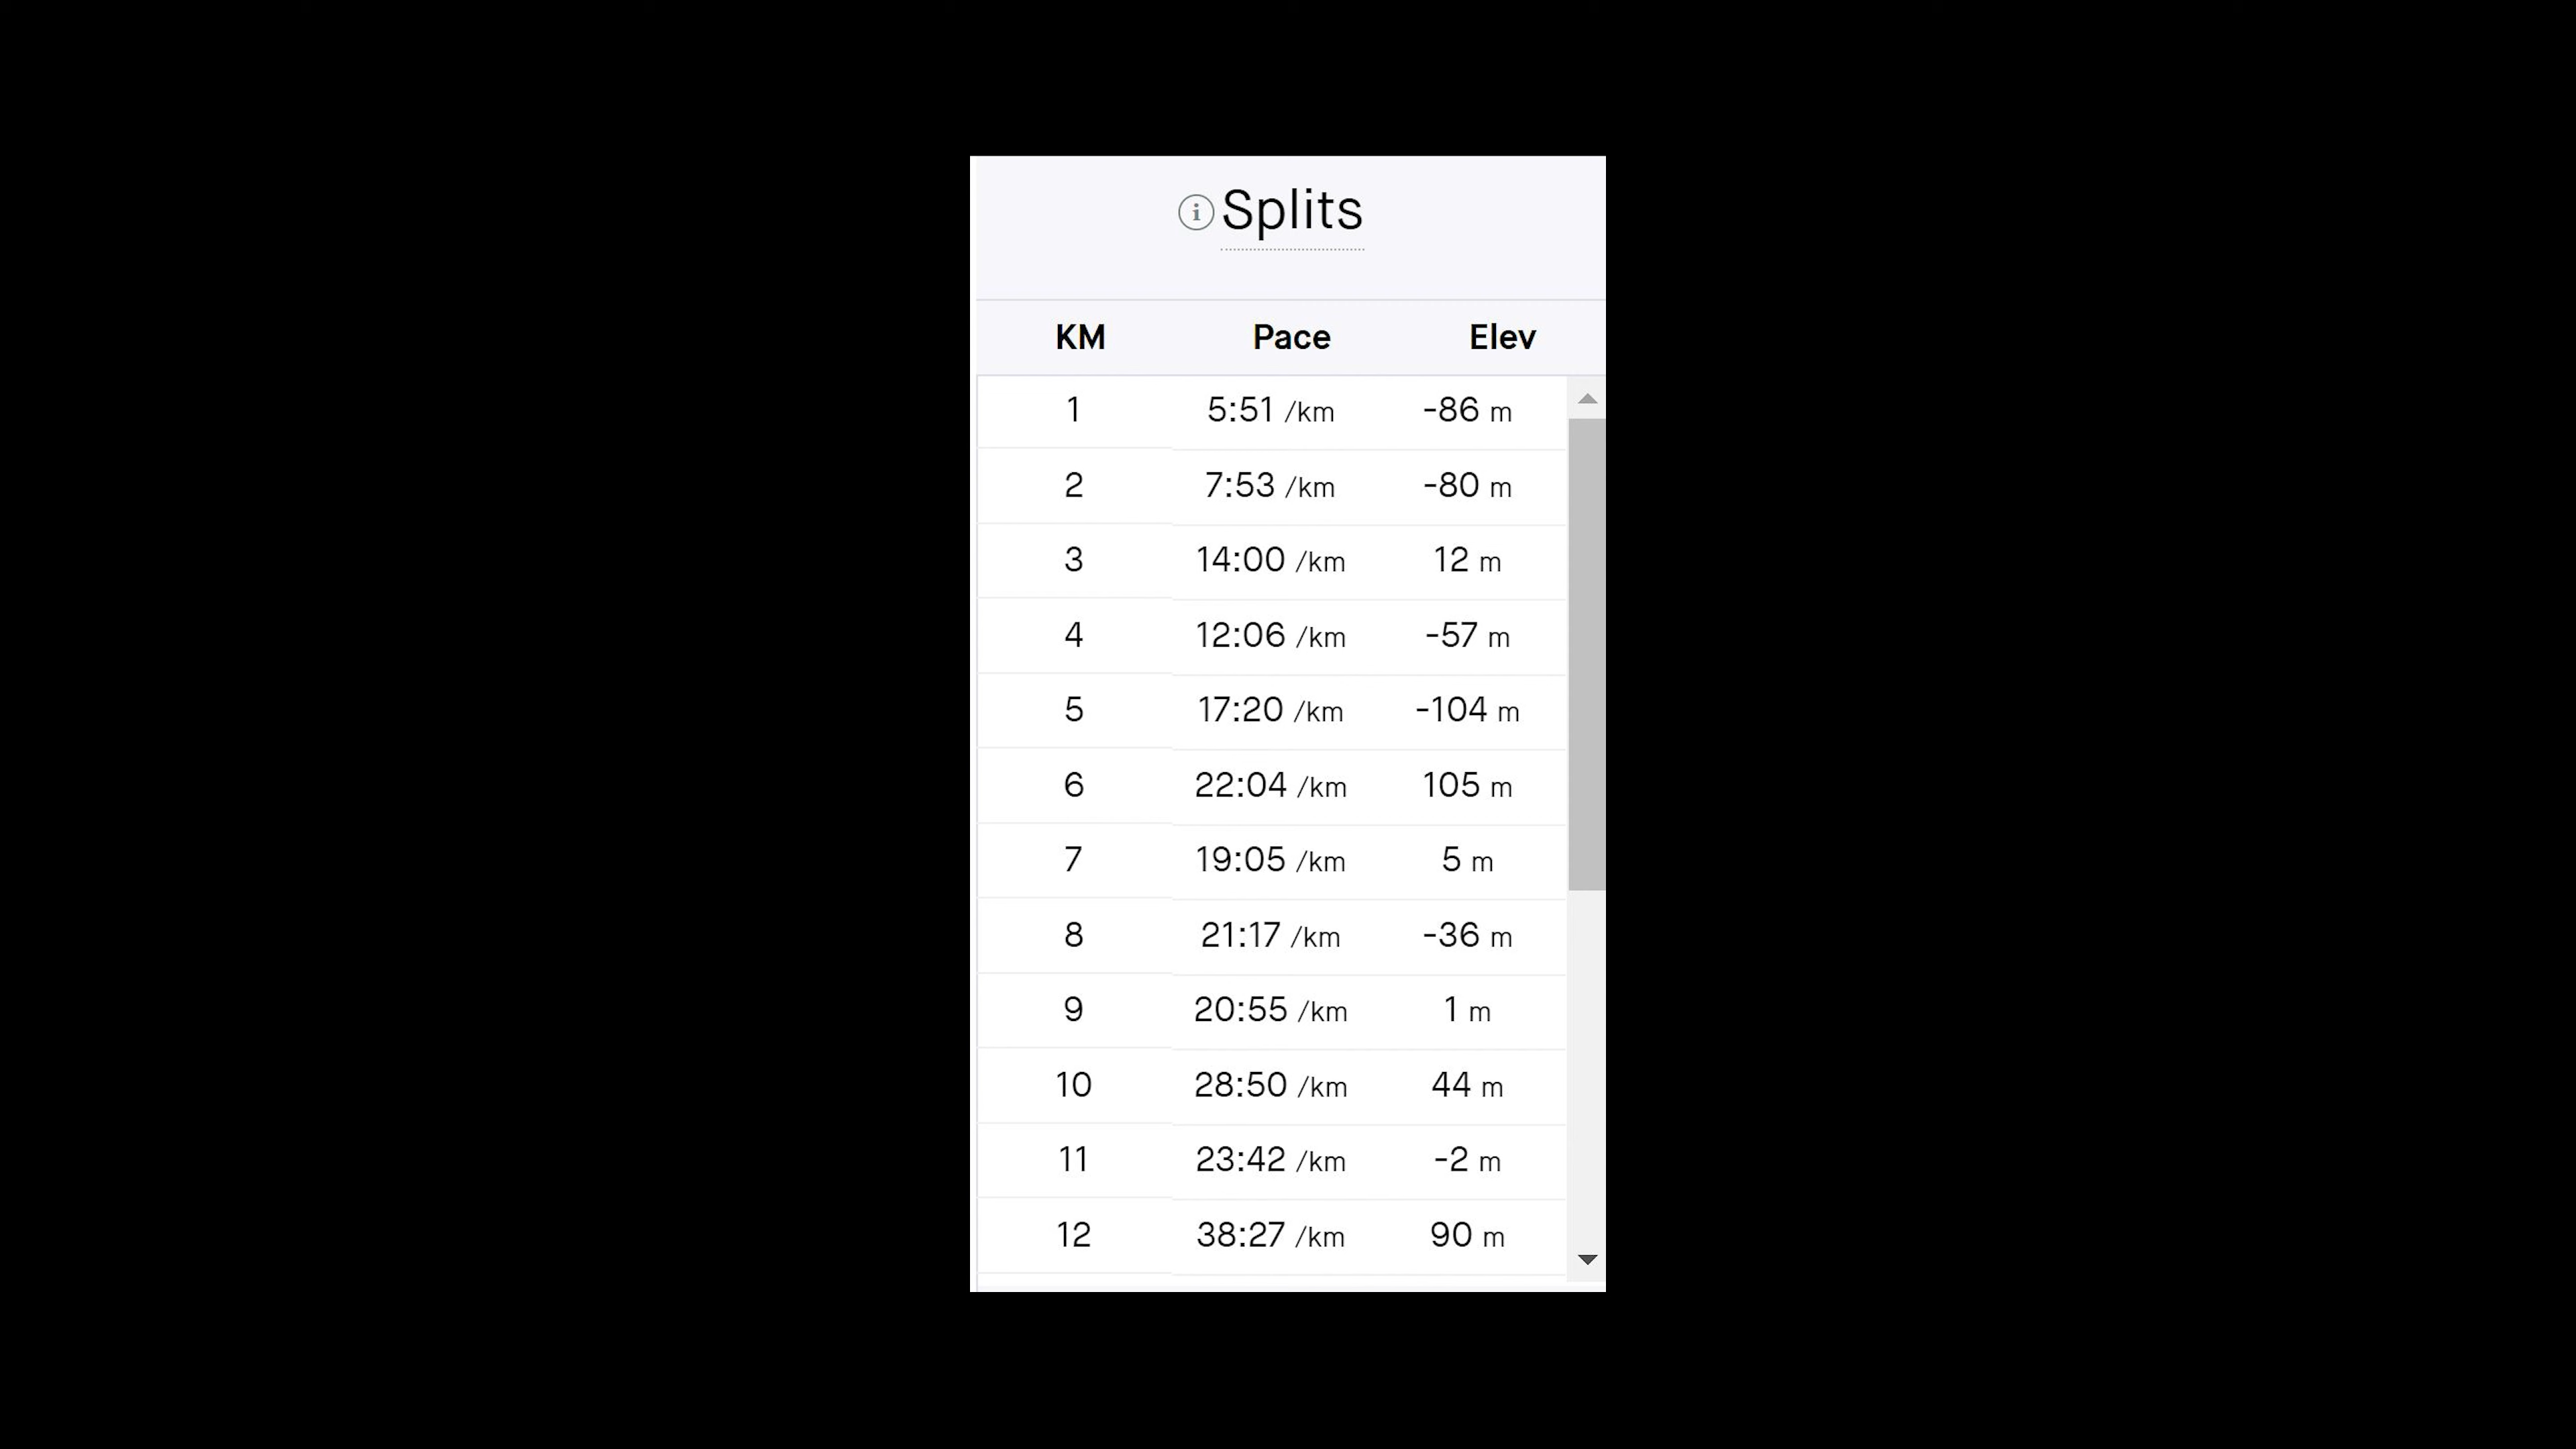 i Splits
KM Pace Elev
1 5:51 /km -86 m
2 7:53 /km -80 m
3 14:00 /km 12 m
4 12:06 /km -57 m
5 17:20 /km -104 m
6 22:04 /km 105 m
7 19:05 /km 5 m
8 21:17 /km -36 m
9 20:55 /km 1 m
10 28:50 /km 44 m
11 23:42 /km -2 m
12 38:27 /km 90 m